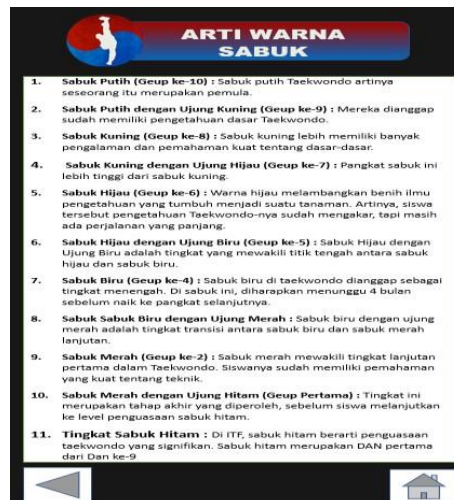 ARTI WARNA
SABUK
1. Sabuk Putih (Geup ke-10) : Sabuk putih Taekwondo artinya
seseorang itu merupakan pemula.
2. Sabuk Putih dengan Ujung Kuning (Geup ke-9) : Mereka dianggap
sudah memiliki pengetahuan dasar Taekwondo.
3. Sabuk Kuning (Geup ke-8) : Sabuk kuning lebih memiliki banyak
pengalaman dan pemahaman kuat tentang dasar-dasar.
4. Sabuk Kuning dengan Ujung Hijau (Geup ke-7) : Pangkat sabuk ini
lebih tinggi dari sabuk kuning.
5. Sabuk Hijau (Geup ke-6) : Warna hijau melambangkan benih ilmu
pengetahuan yang tumbuh menjadi suatu tanaman. Artinya, siswa
tersebut pengetahuan Taekwondo-nya sudah mengakar, tapi masih
ada perjalanan yang panjang.
6. Sabuk Hijau dengan Ujung Biru (Geup ke-5) : Sabuk Hijau dengan
Ujung Biru adalah tingkat yang mewakili titik tengah antara sabuk
hijau dan sabuk biru.
7. Sabuk Biru (Geup ke-4) : Sabuk biru di taekwondo dianggap sebagai
tingkat menengah. Di sabuk ini, diharapkan menunggu 4 bulan
sebelum naik ke pangkat selanjutnya.
8. Sabuk Sabuk Biru dengan Ujung Merah : Sabuk biru dengan ujung
merah adalah tingkat transisi antara sabuk biru dan sabuk merah
lanjutan.
9. Sabuk Merah (Geup ke-2) : Sabuk merah mewakili tingkat lanjutan
pertama dalam Taekwondo. Siswanya sudah memiliki pemahaman
yang kuat tentang teknik.
10. Sabuk Merah dengan Ujung Hitam (Geup Pertama) : Tingkat ini
merupakan tahap akhir yang diperoleh, sebelum siswa melanjutkan
ke level penguasaan sabuk hitam.
11. Tingkat Sabuk Hitam : Di ITF, sabuk hitam berarti penguasaan
taekwondo yang signifikan. Sabuk hitam merupakan DAN pertama
dari Dan ke-9